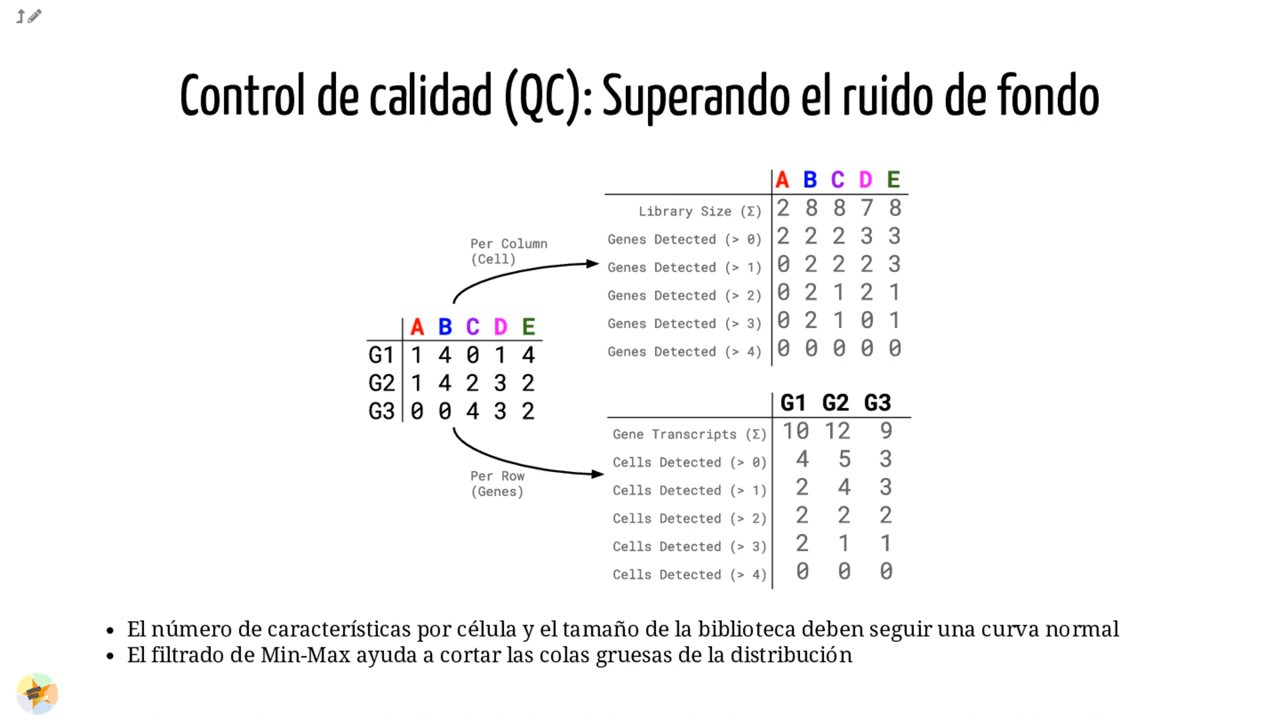 Control de calidad (QC): Superando el ruido de fondo
A B C D E
Library Size (Σ) 2 8 8 7 8
Genes Detected (> 0) 2 2 2 3 3
Genes Detected (> 1) 0 2 2 2 3
Genes Detected (> 2) 0 2 1 2 1
Genes Detected (> 3) 0 2 1 0 1
Genes Detected (> 4) 0 0 0 0 0
Per Column
(Cell)
A B C D E
G1 1 4 0 1 4
G2 1 4 2 3 2
G3 0 0 4 3 2
Per Row
(Genes)
G1 G2 G3
Gene Transcripts (Σ) 10 12 9
Cells Detected (> 0) 4 5 3
Cells Detected (> 1) 2 4 3
Cells Detected (> 2) 2 2 2
Cells Detected (> 3) 2 1 1
Cells Detected (> 4) 0 0 0
• El número de características por célula y el tamaño de la biblioteca deben seguir una curva normal
• El filtrado de Min-Max ayuda a cortar las colas gruesas de la distribución